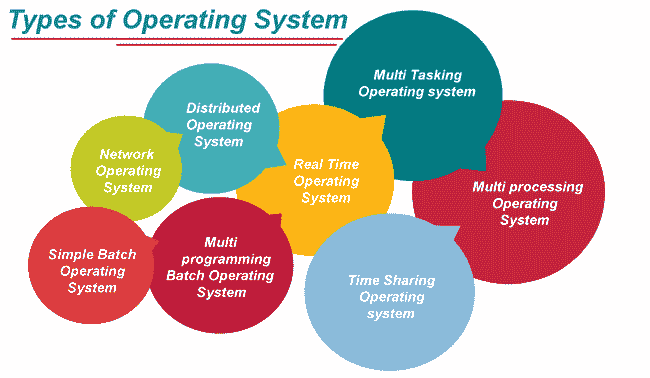 Types of Operating System
Multi Tasking
Operating system
Distributed
Operating
System
Network
Operating
System
Real Time
Operating
System
Multi processing
Operating
System
Simple Batch
Operating
System
Multi
programming
Batch Operating
System
Time Sharing
Operating
system